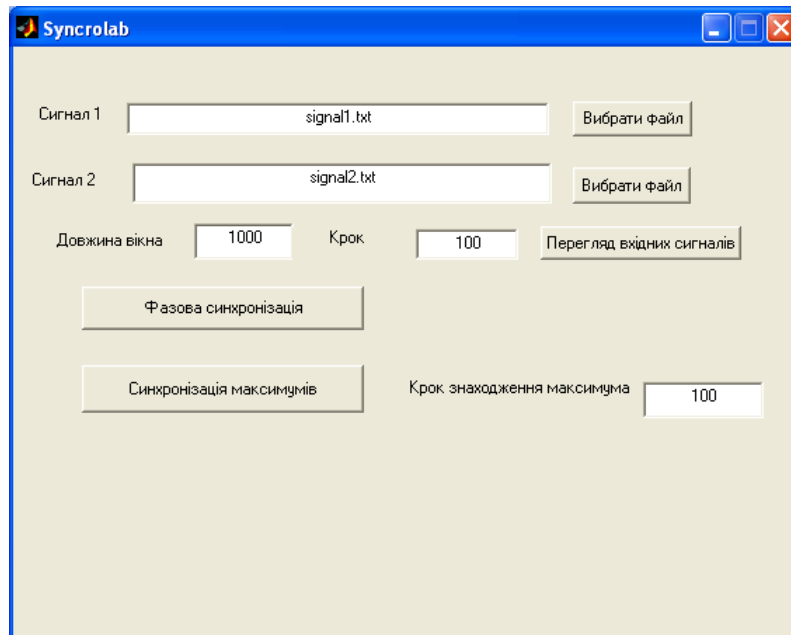 Syncrolab
Сигнал 1 signal1.txt Вибрати файл
Сигнал 2 signal2.txt Вибрати файл
Довжина вікна 1000 Крок 100 Перегляд вхідних сигналів
Фазова синхронізація
Синхронізація максимумів Крок знаходження максимума 100